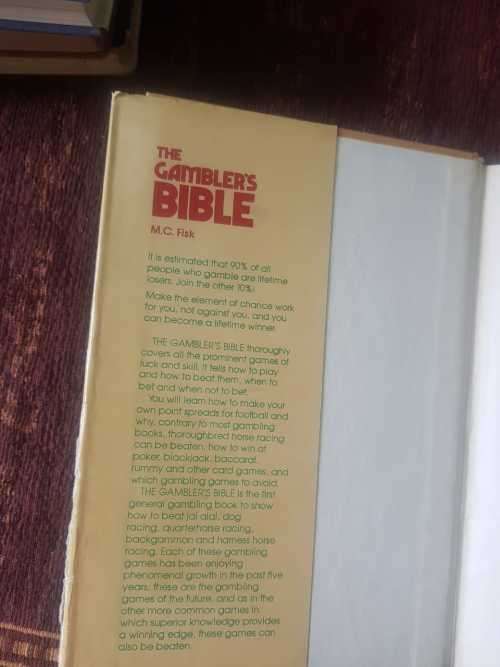 THE
GAMBLER'S
BIBLE
M.C. Fisk
It is estimated that 90% of all
people who gamble are lifetime
losers. Join the other 10%!
Make the element of chance work
for you, not against you, and you
can become a lifetime winner.
THE GAMBLER'S BIBLE thoroughly
covers all the prominent games of
luck and skill. It tells how to play
and how to beat them, when to
bet and when not to bet.
You will learn how to make your
own point spreads for football and
why, contrary to most gambling
books, thoroughbred horse racing
can be beaten, how to win at
poker, blackjack, baccarat,
rummy and other card games, and
which gambling games to avoid.
THE GAMBLER'S BIBLE is the first
general gambling book to show
how to beat jai alai, dog
racing, quarterhorse racing,
backgammon and harness horse
racing. Each of these gambling
games has been enjoying
phenomenal growth in the past five
years; these are the gambling
games of the future, and as in the
other more common games in
which superior knowledge provides
a winning edge, these games can
also be beaten.